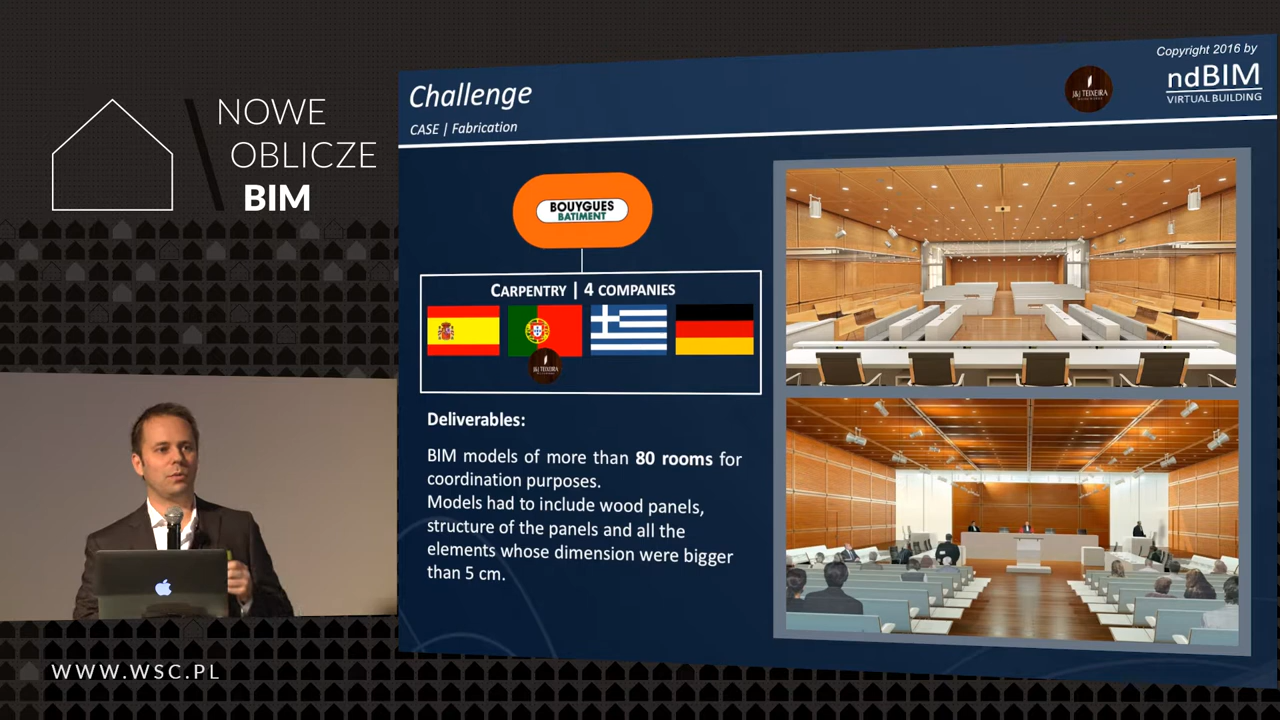 NOWE
OBLICZE
BIM
WWW.WSC.PL
Challenge
CASE | Fabrication
J&J TEIXEIRA
Copyright 2016 by
ndBIM
VIRTUAL BUILDING
BOUYGUES
BATIMENT
CARPENTRY | 4 COMPANIES
J&J TEIXEIRA
Deliverables:
BIM models of more than 80 rooms for
coordination purposes.
Models had to include wood panels,
structure of the panels and all the
elements whose dimension were bigger
than 5 cm.